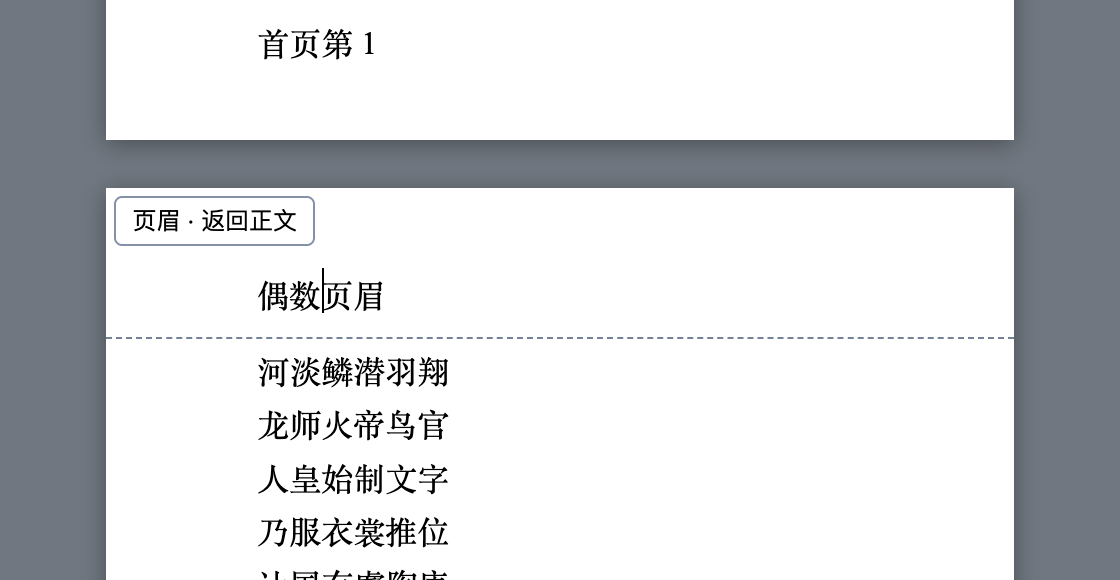 首页第 1
页眉 · 返回正文
偶数页眉
河淡鳞潜羽翔
龙师火帝鸟官
人皇始制文字
乃服衣裳推位